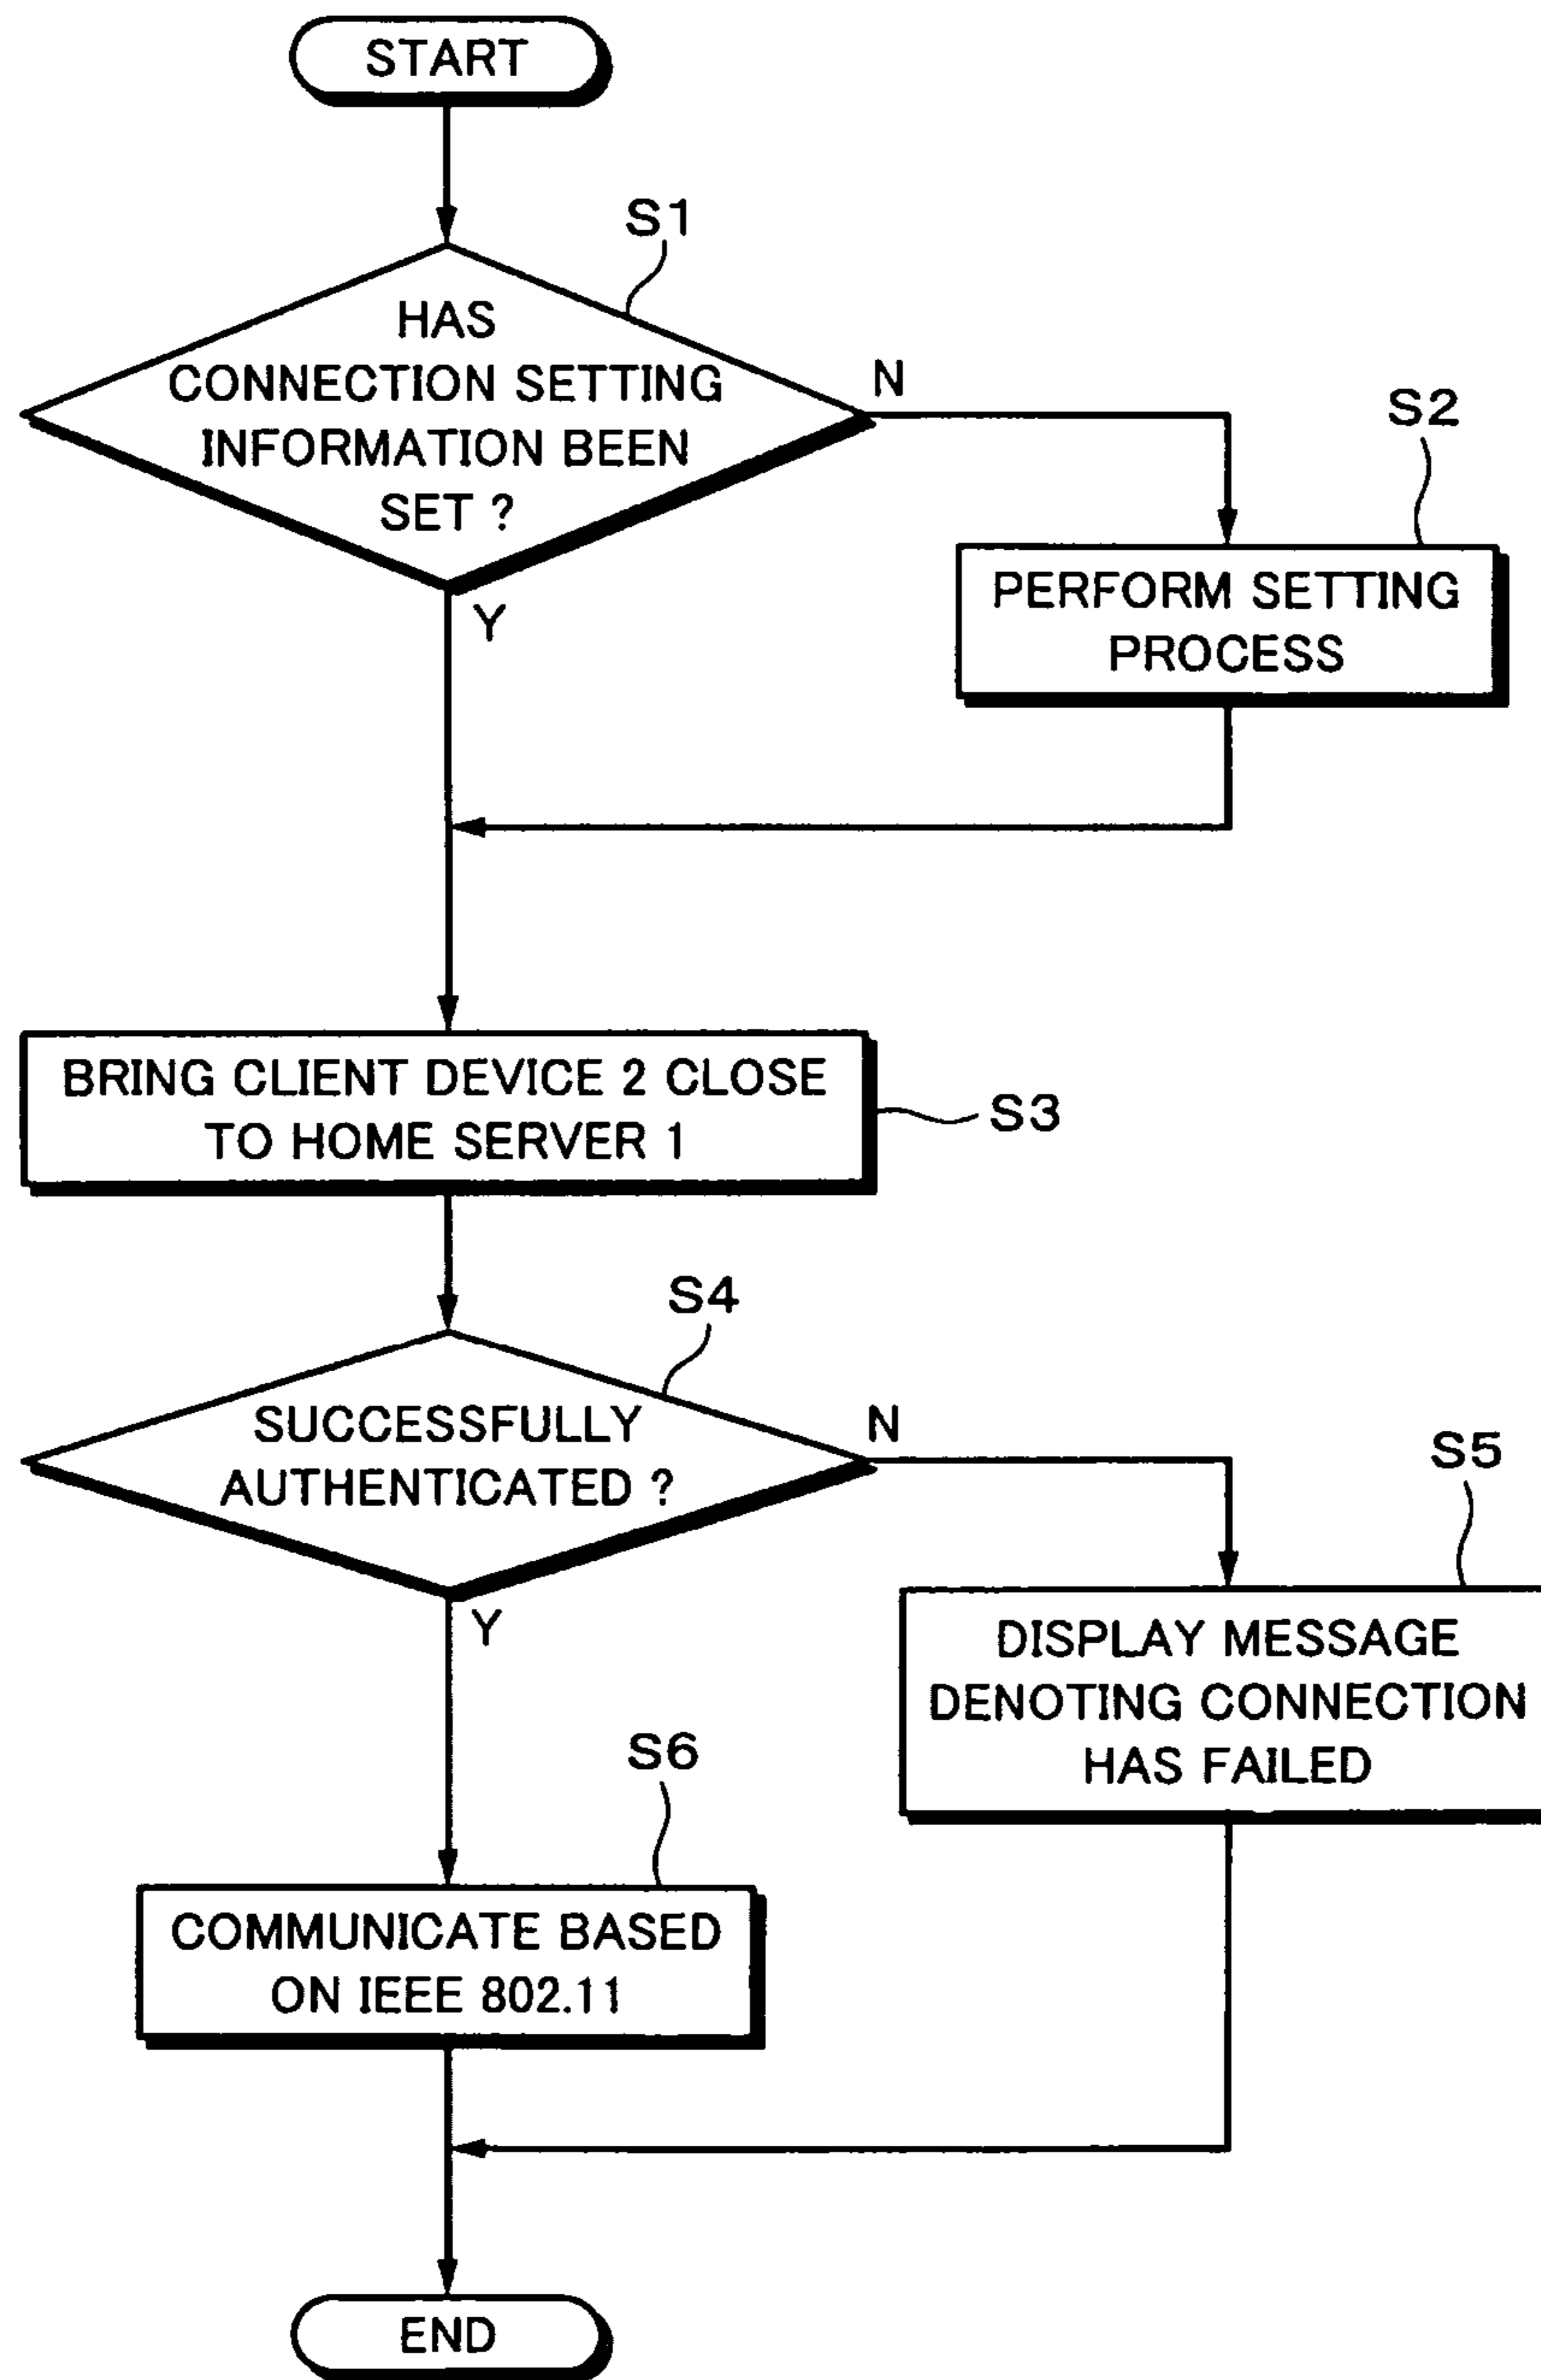 START
S1
HAS
CONNECTION SETTING
INFORMATION BEEN
SET ?
N
Y
S2
PERFORM SETTING
PROCESS
BRING CLIENT DEVICE 2 CLOSE
TO HOME SERVER 1
S3
S4
SUCCESSFULLY
AUTHENTICATED ?
N
Y
S5
DISPLAY MESSAGE
DENOTING CONNECTION
HAS FAILED
S6
COMMUNICATE BASED
ON IEEE 802.11
END